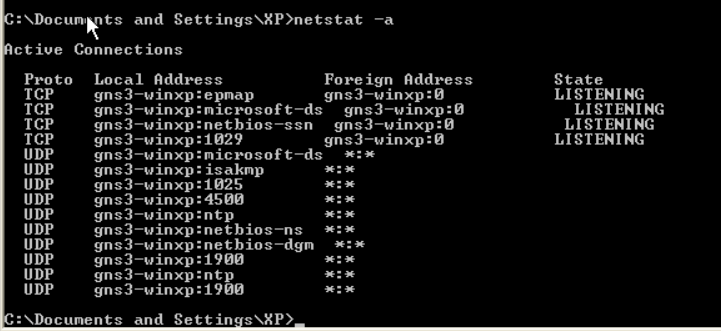 C:\Documents and Settings\XP>netstat -a
Active Connections
Proto  Local Address          Foreign Address        State
TCP    gns3-winxp:epmap       gns3-winxp:0           LISTENING
TCP    gns3-winxp:microsoft-ds  gns3-winxp:0           LISTENING
TCP    gns3-winxp:netbios-ssn  gns3-winxp:0           LISTENING
TCP    gns3-winxp:1029        gns3-winxp:0           LISTENING
UDP    gns3-winxp:microsoft-ds  *:*
UDP    gns3-winxp:isakmp      *:*
UDP    gns3-winxp:1025        *:*
UDP    gns3-winxp:4500        *:*
UDP    gns3-winxp:ntp         *:*
UDP    gns3-winxp:netbios-ns  *:*
UDP    gns3-winxp:netbios-dgm  *:*
UDP    gns3-winxp:1900        *:*
UDP    gns3-winxp:ntp         *:*
UDP    gns3-winxp:1900        *:*
C:\Documents and Settings\XP>_